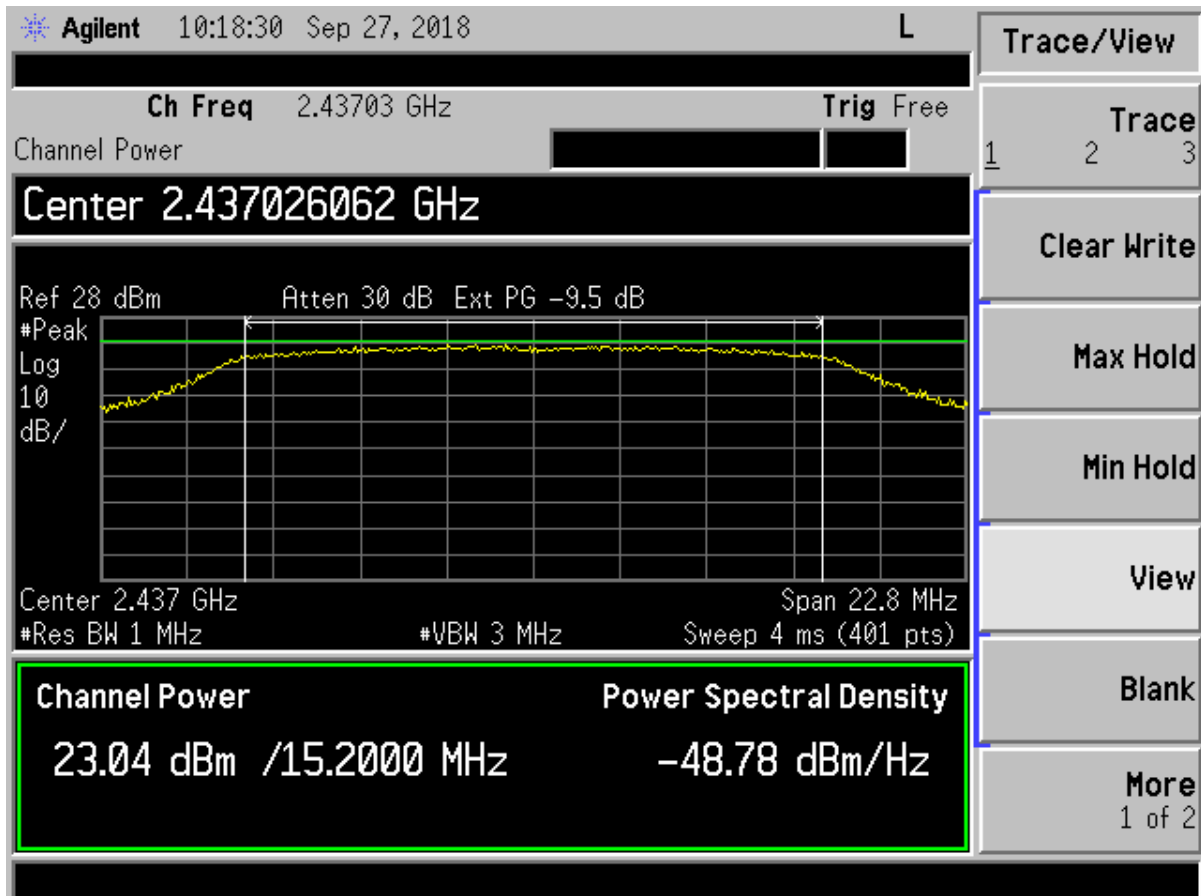 Agilent 10:18:30 Sep 27, 2018 L
Ch Freq 2.43703 GHz Trig Free
Channel Power
Center 2.437026062 GHz
Ref 28 dBm Atten 30 dB Ext PG −9.5 dB
#Peak
Log
10
dB/
Center 2.437 GHz Span 22.8 MHz
#Res BW 1 MHz #VBW 3 MHz Sweep 4 ms (401 pts)
Channel Power Power Spectral Density
23.04 dBm /15.2000 MHz −48.78 dBm/Hz
Trace/View
Trace
1 2 3
Clear Write
Max Hold
Min Hold
View
Blank
More
1 of 2